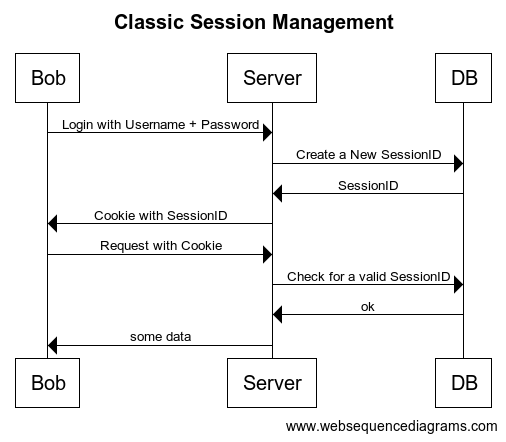 Classic Session Management
Bob
Server
DB
Login with Username + Password
Create a New SessionID
SessionID
Cookie with SessionID
Request with Cookie
Check for a valid SessionID
ok
some data
Bob
Server
DB
www.websequencediagrams.com